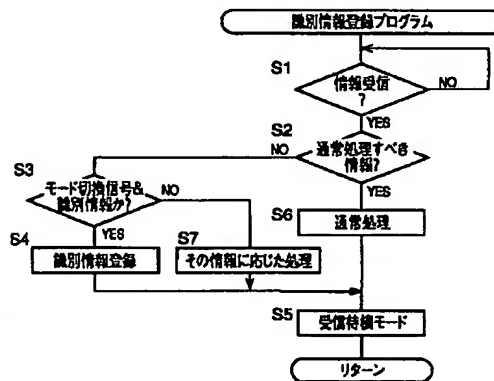 識別情報登録プログラム
S1
情報受信
?
NO
YES
S2
通常処理すべき
情報?
NO
YES
S3
モード切換信号&
識別情報か?
NO
YES
S6
通常処理
S4
識別情報登録
S7
その情報に応じた処理
S5
受信待機モード
リターン